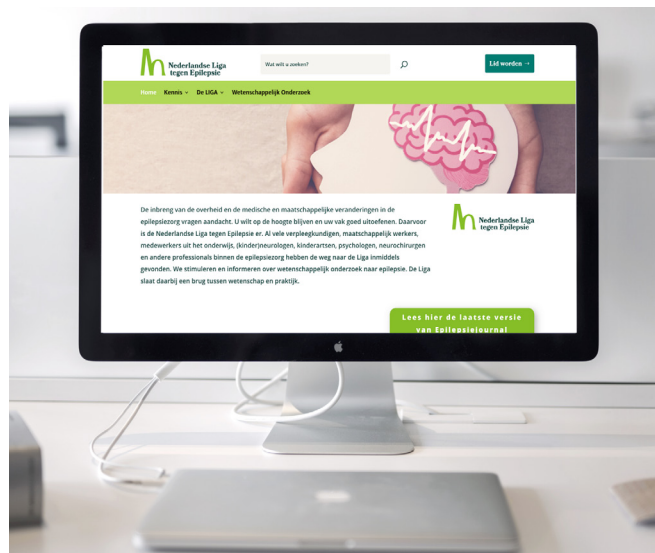 Nederlandse Liga
tegen Epilepsie
Wat wilt u zoeken?
Lid worden →
Home Kennis De LIGA Wetenschappelijk Onderzoek
De inbreng van de overheid en de medische en maatschappelijke veranderingen in de
epilepsiezorg vragen aandacht. U wilt op de hoogte blijven en uw vak goed uitoefenen. Daarvoor
is de Nederlandse Liga tegen Epilepsie er. Al vele verpleegkundigen, maatschappelijk werkers,
medewerkers uit het onderwijs, (kinder)neurologen, kinderartsen, psychologen, neurochirurgen
en andere professionals binnen de epilepsiezorg hebben de weg naar de Liga inmiddels
gevonden. We stimuleren en informeren over wetenschappelijk onderzoek naar epilepsie. De Liga
slaat daarbij een brug tussen wetenschap en praktijk.
Nederlandse Liga
tegen Epilepsie
Lees hier de laatste versie
van Epilepsiejournal